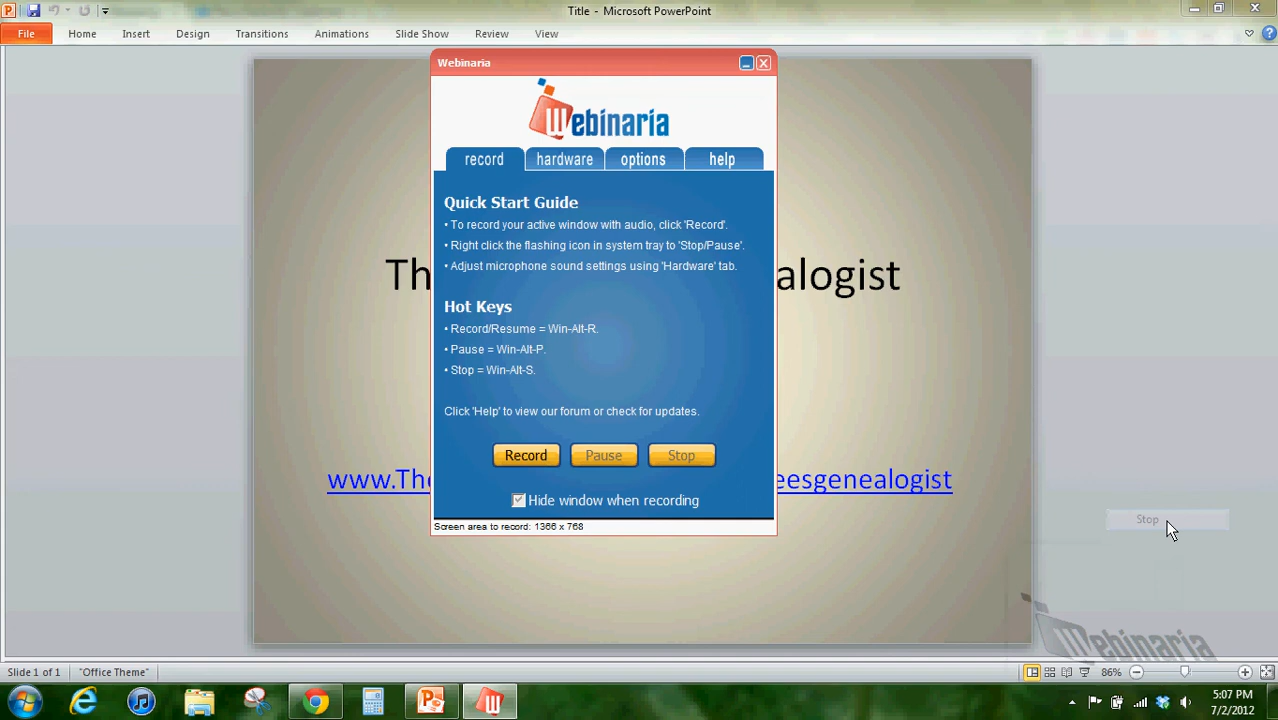 Title - Microsoft PowerPoint
File Home Insert Design Transitions Animations Slide Show Review View
Webinaria
Webinaria
record hardware options help
Quick Start Guide
• To record your active window with audio, click 'Record'.
• Right click the flashing icon in system tray to 'Stop/Pause'.
• Adjust microphone sound settings using 'Hardware' tab.
Th alogist
Hot Keys
• Record/Resume = Win-Alt-R.
• Pause = Win-Alt-P.
• Stop = Win-Alt-S.
Click 'Help' to view our forum or check for updates.
Record Pause Stop
www.The eesgenealogist
Hide window when recording
Stop
Screen area to record: 1366 x 768
Webinaria
Slide 1 of 1 "Office Theme" 86%
5:07 PM
7/2/2012